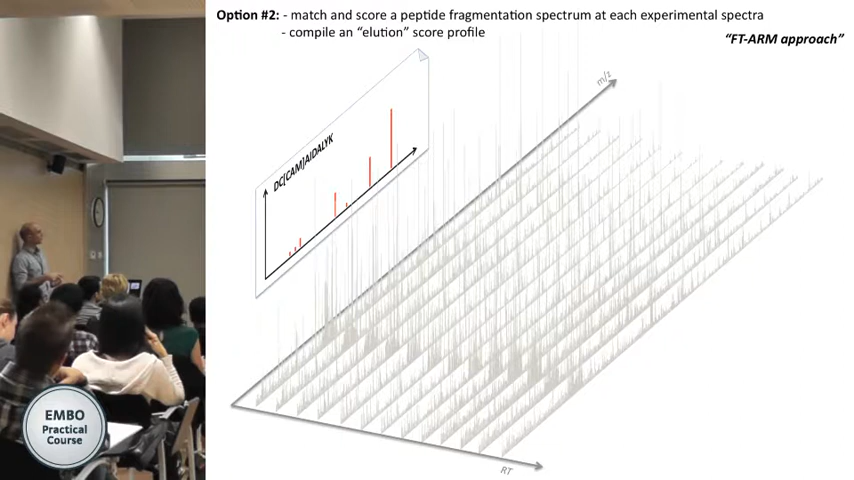 Option #2: - match and score a peptide fragmentation spectrum at each experimental spectra
- compile an “elution” score profile
“FT-ARM approach”
m/z
DC[CAM]AIDALYK
RT
EMBO
Practical
Course